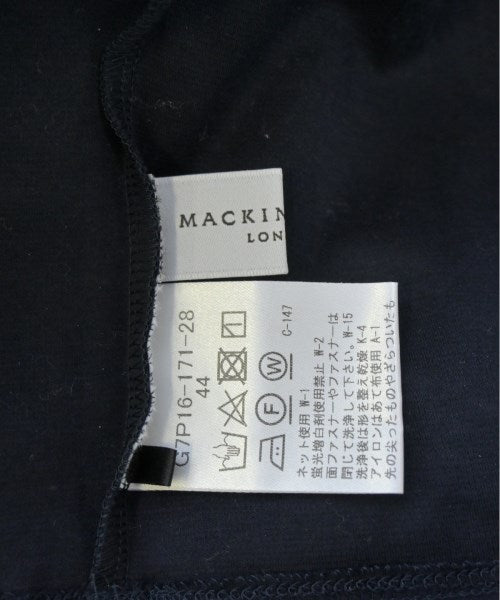 MACKIN
LON
G7P16-171-28
44
F
W
C-147
ネット使用 W-1
蛍光増白剤使用禁止 W-2
面ファスナーやファスナーは
閉じて洗浄して下さい。W-15
洗浄後は形を整え乾燥 K-4
アイロンはあて布使用 A-1
先の尖ったものやざらついたも